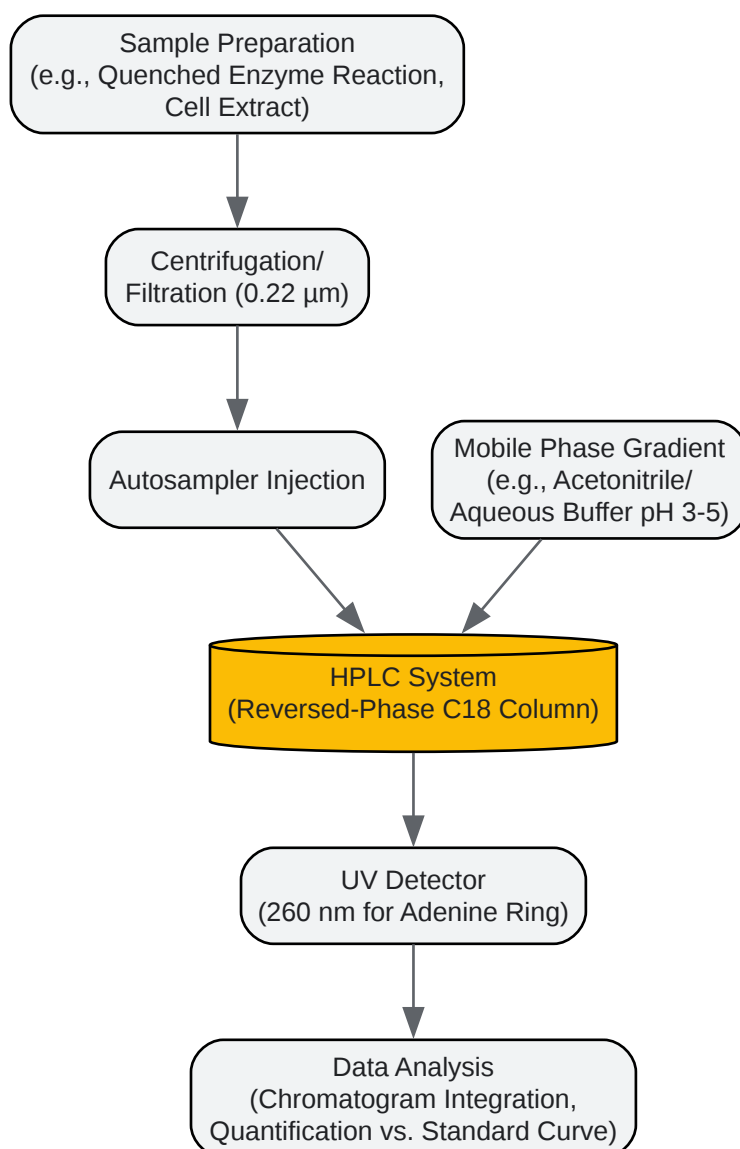 Sample Preparation
(e.g., Quenched Enzyme Reaction,
Cell Extract)
Centrifugation/
Filtration (0.22 µm)
Autosampler Injection
Mobile Phase Gradient
(e.g., Acetonitrile/
Aqueous Buffer pH 3-5)
HPLC System
(Reversed-Phase C18 Column)
UV Detector
(260 nm for Adenine Ring)
Data Analysis
(Chromatogram Integration,
Quantification vs. Standard Curve)